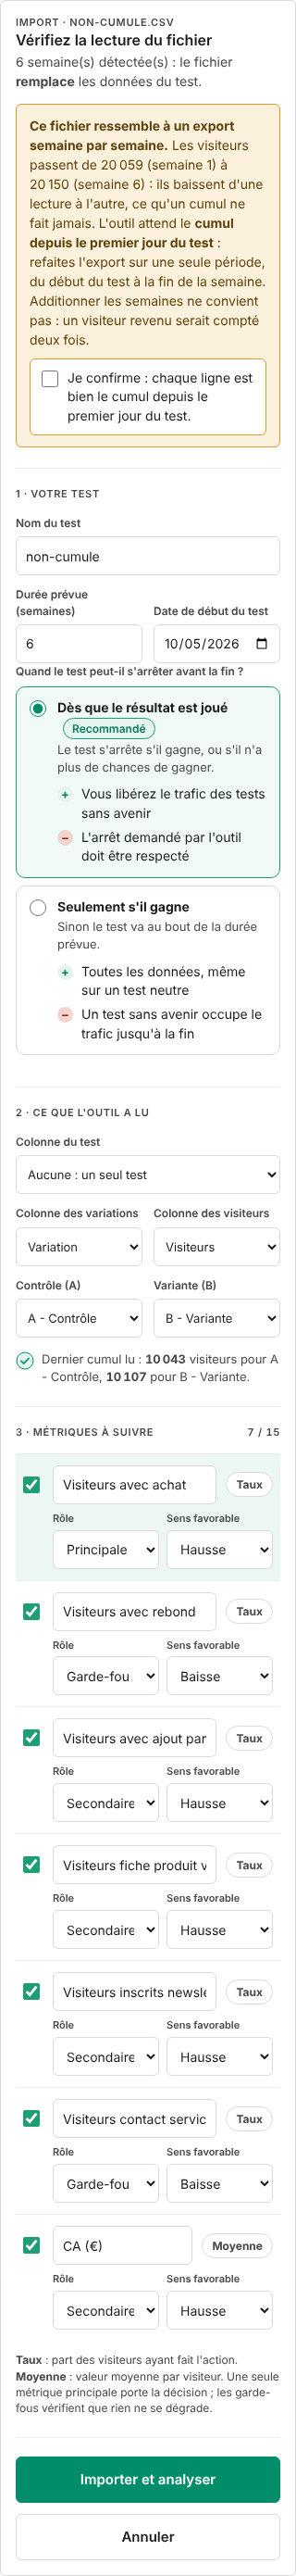 IMPORT · NON-CUMULE.CSV
Vérifiez la lecture du fichier
6 semaine(s) détectée(s) : le fichier
remplace les données du test.
Ce fichier ressemble à un export
semaine par semaine. Les visiteurs
passent de 20 059 (semaine 1) à
20 150 (semaine 6) : ils baissent d'une
lecture à l'autre, ce qu'un cumul ne
fait jamais. L'outil attend le cumul
depuis le premier jour du test :
refaites l'export sur une seule période,
du début du test à la fin de la semaine.
Additionner les semaines ne convient
pas : un visiteur revenu serait compté
deux fois.
Je confirme : chaque ligne est
bien le cumul depuis le
premier jour du test.
1 · VOTRE TEST
Nom du test
non-cumule
Durée prévue
(semaines)
Date de début du test
6
10/05/2026
Quand le test peut-il s'arrêter avant la fin ?
Dès que le résultat est joué
Recommandé
Le test s'arrête s'il gagne, ou s'il n'a
plus de chances de gagner.
+ Vous libérez le trafic des tests
sans avenir
− L'arrêt demandé par l'outil
doit être respecté
Seulement s'il gagne
Sinon le test va au bout de la durée
prévue.
+ Toutes les données, même
sur un test neutre
− Un test sans avenir occupe le
trafic jusqu'à la fin
2 · CE QUE L'OUTIL A LU
Colonne du test
Aucune : un seul test
Colonne des variations
Colonne des visiteurs
Variation
Visiteurs
Contrôle (A)
Variante (B)
A - Contrôle
B - Variante
Dernier cumul lu : 10 043 visiteurs pour A
- Contrôle, 10 107 pour B - Variante.
3 · MÉTRIQUES À SUIVRE 7 / 15
Visiteurs avec achat Taux
Rôle Sens favorable
Principale Hausse
Visiteurs avec rebond Taux
Rôle Sens favorable
Garde-fou Baisse
Visiteurs avec ajout par Taux
Rôle Sens favorable
Secondaire Hausse
Visiteurs fiche produit v Taux
Rôle Sens favorable
Secondaire Hausse
Visiteurs inscrits newsle Taux
Rôle Sens favorable
Secondaire Hausse
Visiteurs contact servic Taux
Rôle Sens favorable
Garde-fou Baisse
CA (€) Moyenne
Rôle Sens favorable
Secondaire Hausse
Taux : part des visiteurs ayant fait l'action.
Moyenne : valeur moyenne par visiteur. Une seule
métrique principale porte la décision ; les garde-
fous vérifient que rien ne se dégrade.
Importer et analyser
Annuler